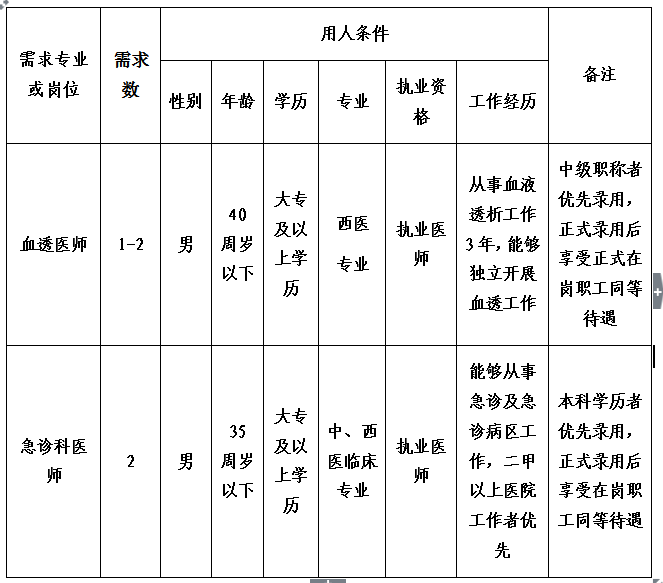 需求专业
或岗位
需求
数
用人条件
备注
性别
年龄
学历
专业
执业资
格
工作经历
血透医师
1-2
男
40
周岁
以下
大专
及以
上学
历
西医
专业
执业医
师
从事血液
透析工作
3年，能够
独立开展
血透工作
中级职称者
优先录用，
正式录用后
享受正式在
岗职工同等
待遇
急诊科医
师
2
男
35
周岁
以下
大专
及以
上学
历
中、西
医临床
专业
执业医
师
能够从事
急诊及急
诊病区工
作，二甲
以上医院
工作者优
先
本科学历者
优先录用，
正式录用后
享受在岗职
工同等待遇